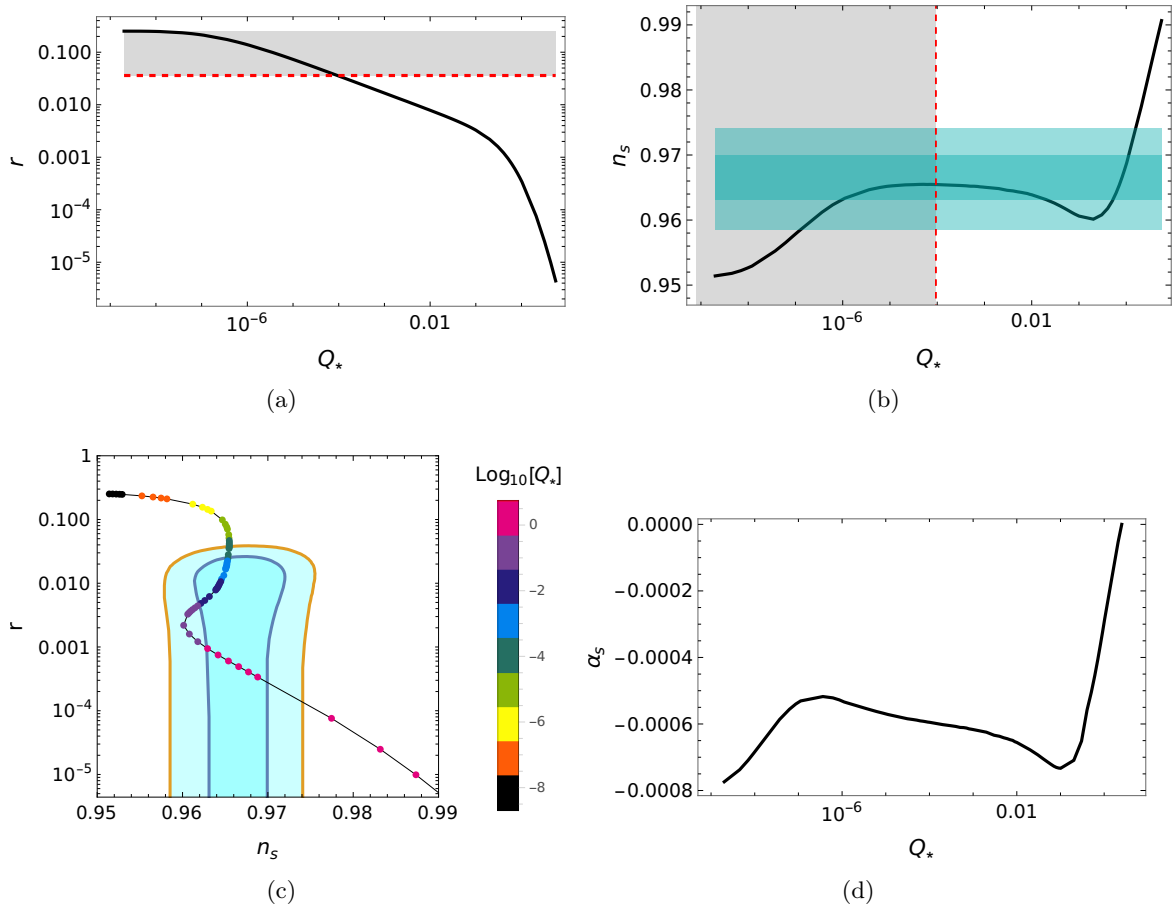 0.100
0.010
0.001
10⁻⁴
10⁻⁵
r
10⁻⁶
0.01
Q⁎
(a)
0.99
0.98
0.97
0.96
0.95
nₛ
10⁻⁶
0.01
Q⁎
(b)
1
0.100
0.010
0.001
10⁻⁴
10⁻⁵
r
0.95
0.96
0.97
0.98
0.99
nₛ
Log₁₀[Q⁎]
0
−2
−4
−6
−8
(c)
0.0000
−0.0002
−0.0004
−0.0006
−0.0008
αₛ
10⁻⁶
0.01
Q⁎
(d)